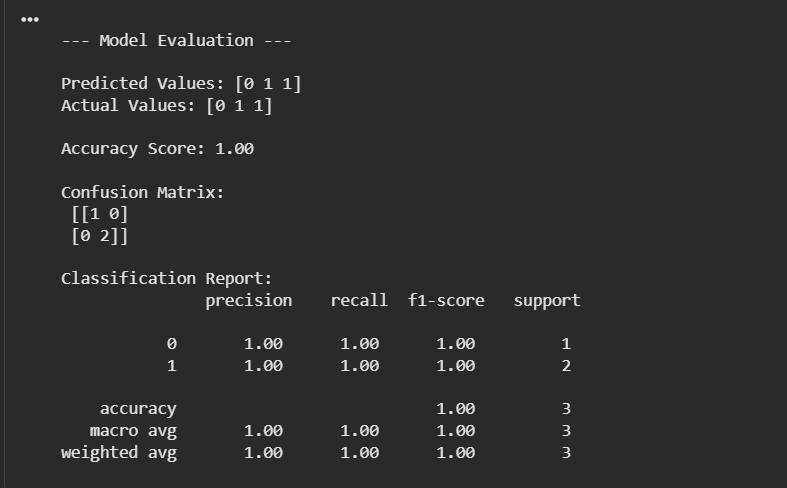 --- Model Evaluation ---
Predicted Values: [0 1 1]
Actual Values: [0 1 1]
Accuracy Score: 1.00
Confusion Matrix:
[[1 0]
[0 2]]
Classification Report:
precision recall f1-score support
0 1.00 1.00 1.00 1
1 1.00 1.00 1.00 2
accuracy 1.00 3
macro avg 1.00 1.00 1.00 3
weighted avg 1.00 1.00 1.00 3